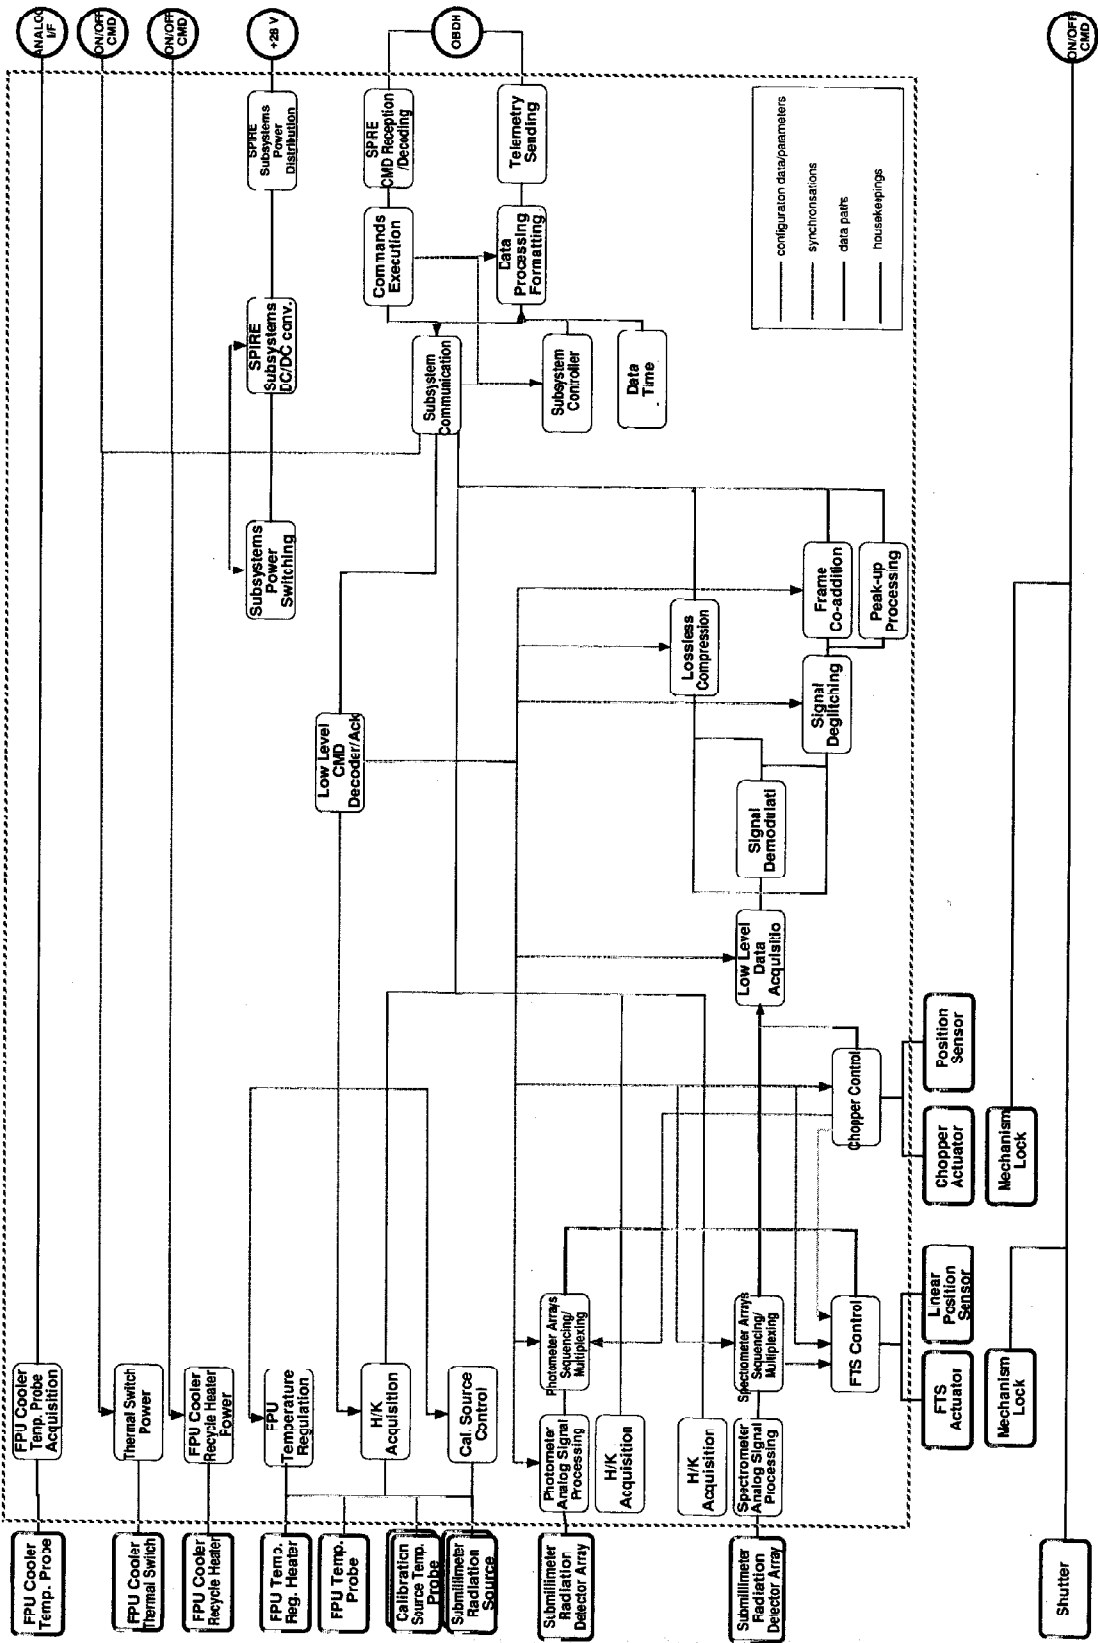 ANALOG
I/F
ON/OFF
CMD
ON/OFF
CMD
+28 V
OBDH
ON/OFF
CMD
SPIRE
Subsystems
Power
Distribution
SPIRE
CMD Reception
/Decoding
Telemetry
Sending
Commands
Execution
Data
Processing
Formatting
SPIRE
Subsystems
DC/DC conv.
Subsystem
Communication
Subsystem
Controller
Data
Time
configuration data/parameters
synchronsations
data paths
housekeepings
Subsystems
Power
Switching
Frame
Co-addition
Peak-up
Processing
Lossless
Compression
Signal
Deglitching
Low Level
CMD
Decoder/Ack
Signal
Demodulati
Low Level
Data
Acquisitio
Chopper Control
Position
Sensor
Chopper
Actuator
Mechanism
Lock
Photometer Arrays
Sequencing/
Multiplexing
Spectrometer Arrays
Sequencing/
Multiplexing
FTS Control
Linear
Position
Sensor
FTS
Actuator
Mechanism
Lock
FPU Cooler
Temp. Probe
Acquisition
Thermal Switch
Power
FPU Cooler
Recycle Heater
Power
FPU
Temperature
Regulation
H/K
Acquisition
Cal. Source
Control
Photometer
Analog Signal
Processing
H/K
Acquisition
H/K
Acquisition
Spectrometer
Analog Signal
Processing
FPU Cooler
Temp. Probe
FPU Cooler
Thermal Switch
FPU Cooler
Recycle Heater
FPU Temp.
Reg. Heater
FPU Temp.
Probe
Calibration
Source Temp.
Probe
Submillimeter
Radiation
Source
Submillimeter
Radiation
Detector Array
Submillimeter
Radiation
Detector Array
Shutter